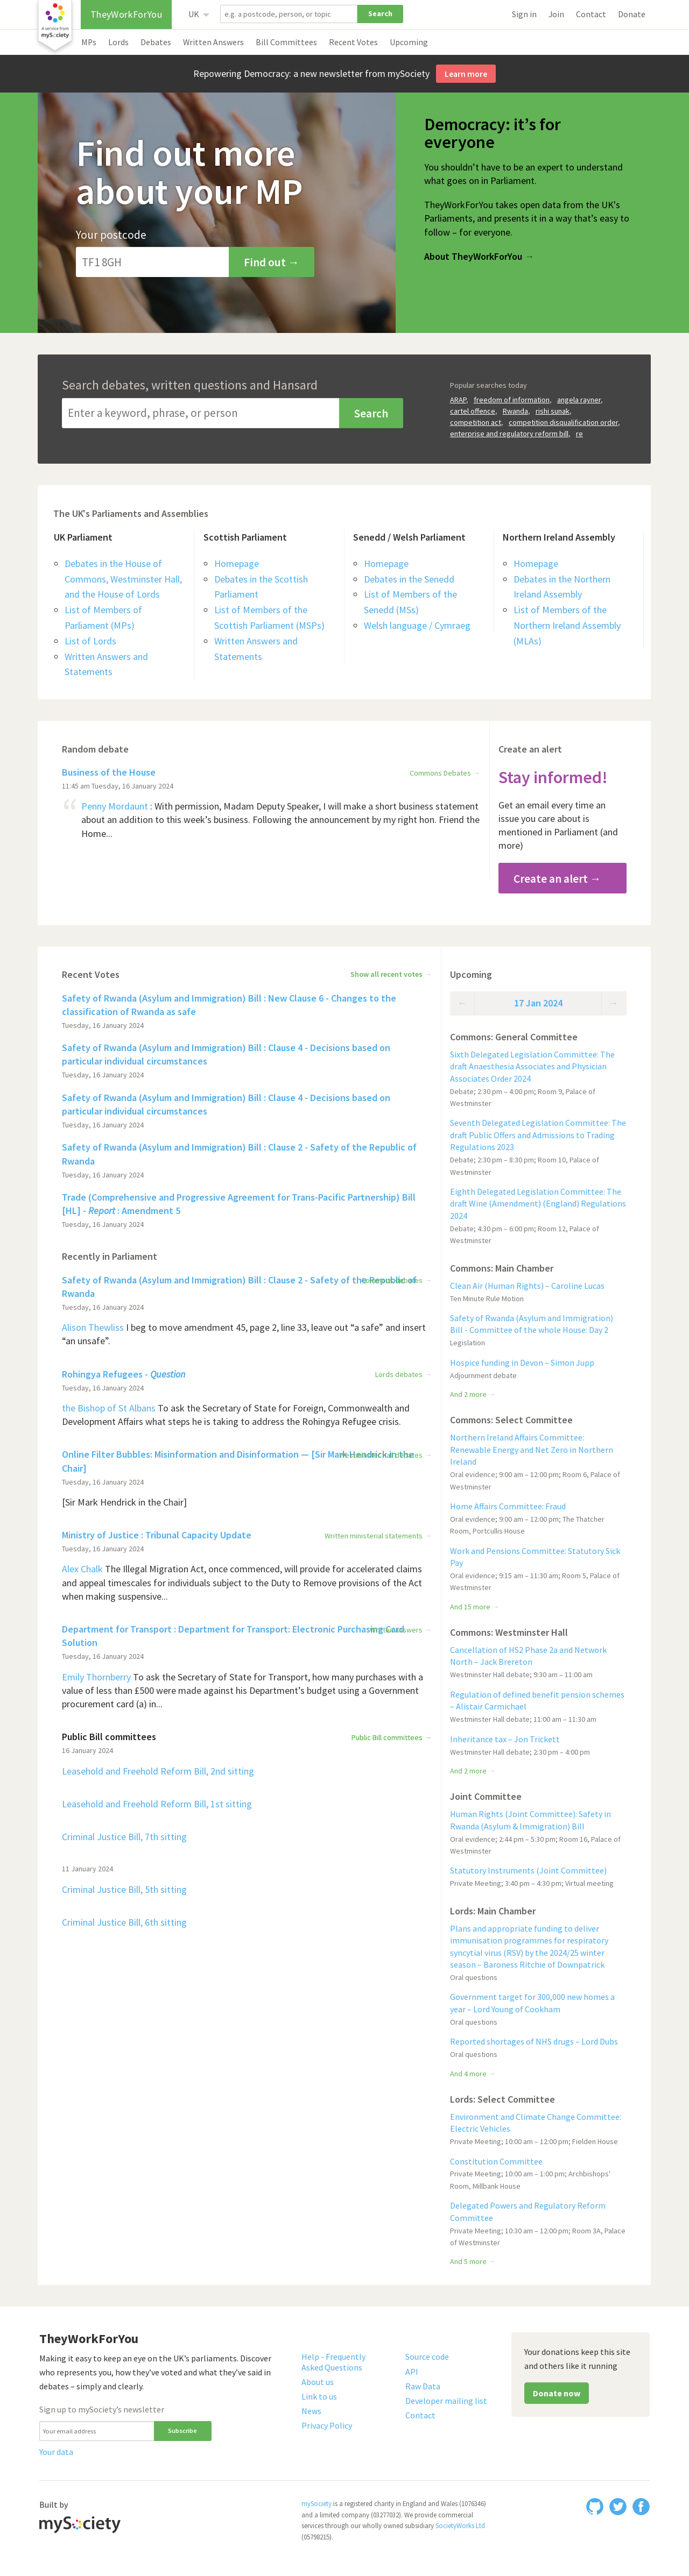 A service from
mySociety
TheyWorkForYou
UK
e.g. a postcode, person, or topic
Search
Sign in
Join
Contact
Donate
MPs
Lords
Debates
Written Answers
Bill Committees
Recent Votes
Upcoming
Repowering Democracy: a new newsletter from mySociety
Learn more
Find out more
about your MP
Your postcode
TF1 8GH
Find out →
Democracy: it’s for
everyone
You shouldn’t have to be an expert to understand
what goes on in Parliament.
TheyWorkForYou takes open data from the UK's
Parliaments, and presents it in a way that’s easy to
follow – for everyone.
About TheyWorkForYou →
Search debates, written questions and Hansard
Enter a keyword, phrase, or person
Search
Popular searches today
ARAP, freedom of information, angela rayner,
cartel offence, Rwanda, rishi sunak,
competition act, competition disqualification order,
enterprise and regulatory reform bill, re
The UK's Parliaments and Assemblies
UK Parliament
Debates in the House of
Commons, Westminster Hall,
and the House of Lords
List of Members of
Parliament (MPs)
List of Lords
Written Answers and
Statements
Scottish Parliament
Homepage
Debates in the Scottish
Parliament
List of Members of the
Scottish Parliament (MSPs)
Written Answers and
Statements
Senedd / Welsh Parliament
Homepage
Debates in the Senedd
List of Members of the
Senedd (MSs)
Welsh language / Cymraeg
Northern Ireland Assembly
Homepage
Debates in the Northern
Ireland Assembly
List of Members of the
Northern Ireland Assembly
(MLAs)
Random debate
Business of the House
Commons Debates →
11:45 am Tuesday, 16 January 2024
“
Penny Mordaunt : With permission, Madam Deputy Speaker, I will make a short business statement
about an addition to this week’s business. Following the announcement by my right hon. Friend the
Home...
Create an alert
Stay informed!
Get an email every time an
issue you care about is
mentioned in Parliament (and
more)
Create an alert →
Recent Votes
Show all recent votes →
Safety of Rwanda (Asylum and Immigration) Bill : New Clause 6 - Changes to the
classification of Rwanda as safe
Tuesday, 16 January 2024
Safety of Rwanda (Asylum and Immigration) Bill : Clause 4 - Decisions based on
particular individual circumstances
Tuesday, 16 January 2024
Safety of Rwanda (Asylum and Immigration) Bill : Clause 4 - Decisions based on
particular individual circumstances
Tuesday, 16 January 2024
Safety of Rwanda (Asylum and Immigration) Bill : Clause 2 - Safety of the Republic of
Rwanda
Tuesday, 16 January 2024
Trade (Comprehensive and Progressive Agreement for Trans-Pacific Partnership) Bill
[HL] - Report : Amendment 5
Tuesday, 16 January 2024
Recently in Parliament
Safety of Rwanda (Asylum and Immigration) Bill : Clause 2 - Safety of the Republic of
Rwanda
Tuesday, 16 January 2024
Alison Thewliss I beg to move amendment 45, page 2, line 33, leave out “a safe” and insert
“an unsafe”.
Rohingya Refugees - Question
Lords debates →
Tuesday, 16 January 2024
the Bishop of St Albans To ask the Secretary of State for Foreign, Commonwealth and
Development Affairs what steps he is taking to address the Rohingya Refugee crisis.
Online Filter Bubbles: Misinformation and Disinformation — [Sir Mark Hendrick in the
Chair]
Tuesday, 16 January 2024
[Sir Mark Hendrick in the Chair]
Ministry of Justice : Tribunal Capacity Update
Written ministerial statements →
Tuesday, 16 January 2024
Alex Chalk The Illegal Migration Act, once commenced, will provide for accelerated claims
and appeal timescales for individuals subject to the Duty to Remove provisions of the Act
when making suspensive...
Department for Transport : Department for Transport: Electronic Purchasing Card
Solution
Tuesday, 16 January 2024
Emily Thornberry To ask the Secretary of State for Transport, how many purchases with a
value of less than £500 were made against his Department’s budget using a Government
procurement card (a) in...
Public Bill committees
Public Bill committees →
16 January 2024
Leasehold and Freehold Reform Bill, 2nd sitting
Leasehold and Freehold Reform Bill, 1st sitting
Criminal Justice Bill, 7th sitting
11 January 2024
Criminal Justice Bill, 5th sitting
Criminal Justice Bill, 6th sitting
Upcoming
← 17 Jan 2024 →
Commons: General Committee
Sixth Delegated Legislation Committee: The
draft Anaesthesia Associates and Physician
Associates Order 2024
Debate; 2:30 pm – 4:00 pm; Room 9, Palace of
Westminster
Seventh Delegated Legislation Committee: The
draft Public Offers and Admissions to Trading
Regulations 2023
Debate; 2:30 pm – 8:30 pm; Room 10, Palace of
Westminster
Eighth Delegated Legislation Committee: The
draft Wine (Amendment) (England) Regulations
2024
Debate; 4:30 pm – 6:00 pm; Room 12, Palace of
Westminster
Commons: Main Chamber
Clean Air (Human Rights) – Caroline Lucas
Ten Minute Rule Motion
Safety of Rwanda (Asylum and Immigration)
Bill - Committee of the whole House: Day 2
Legislation
Hospice funding in Devon – Simon Jupp
Adjournment debate
And 2 more →
Commons: Select Committee
Northern Ireland Affairs Committee:
Renewable Energy and Net Zero in Northern
Ireland
Oral evidence; 9:00 am – 12:00 pm; Room 6, Palace of
Westminster
Home Affairs Committee: Fraud
Oral evidence; 9:00 am – 12:00 pm; The Thatcher
Room, Portcullis House
Work and Pensions Committee: Statutory Sick
Pay
Oral evidence; 9:15 am – 11:30 am; Room 5, Palace of
Westminster
And 15 more →
Commons: Westminster Hall
Cancellation of HS2 Phase 2a and Network
North – Jack Brereton
Westminster Hall debate; 9:30 am – 11:00 am
Regulation of defined benefit pension schemes
– Alistair Carmichael
Westminster Hall debate; 11:00 am – 11:30 am
Inheritance tax – Jon Trickett
Westminster Hall debate; 2:30 pm – 4:00 pm
And 2 more →
Joint Committee
Human Rights (Joint Committee): Safety in
Rwanda (Asylum & Immigration) Bill
Oral evidence; 2:44 pm – 5:30 pm; Room 16, Palace of
Westminster
Statutory Instruments (Joint Committee)
Private Meeting; 3:40 pm – 4:30 pm; Virtual meeting
Lords: Main Chamber
Plans and appropriate funding to deliver
immunisation programmes for respiratory
syncytial virus (RSV) by the 2024/25 winter
season – Baroness Ritchie of Downpatrick
Oral questions
Government target for 300,000 new homes a
year – Lord Young of Cookham
Oral questions
Reported shortages of NHS drugs – Lord Dubs
Oral questions
And 4 more →
Lords: Select Committee
Environment and Climate Change Committee:
Electric Vehicles
Private Meeting; 10:00 am – 12:00 pm; Fielden House
Constitution Committee
Private Meeting; 10:00 am – 1:00 pm; Archbishops'
Room, Millbank House
Delegated Powers and Regulatory Reform
Committee
Private Meeting; 10:30 am – 12:00 pm; Room 3A, Palace
of Westminster
And 5 more →
TheyWorkForYou
Making it easy to keep an eye on the UK’s parliaments. Discover
who represents you, how they’ve voted and what they’ve said in
debates – simply and clearly.
Sign up to mySociety’s newsletter
Your email address
Subscribe
Your data
Help - Frequently
Asked Questions
About us
Link to us
News
Privacy Policy
Source code
API
Raw Data
Developer mailing list
Contact
Your donations keep this site
and others like it running
Donate now
Built by
mySociety
mySociety is a registered charity in England and Wales (1076346)
and a limited company (03277032). We provide commercial
services through our wholly owned subsidiary SocietyWorks Ltd
(05798215).